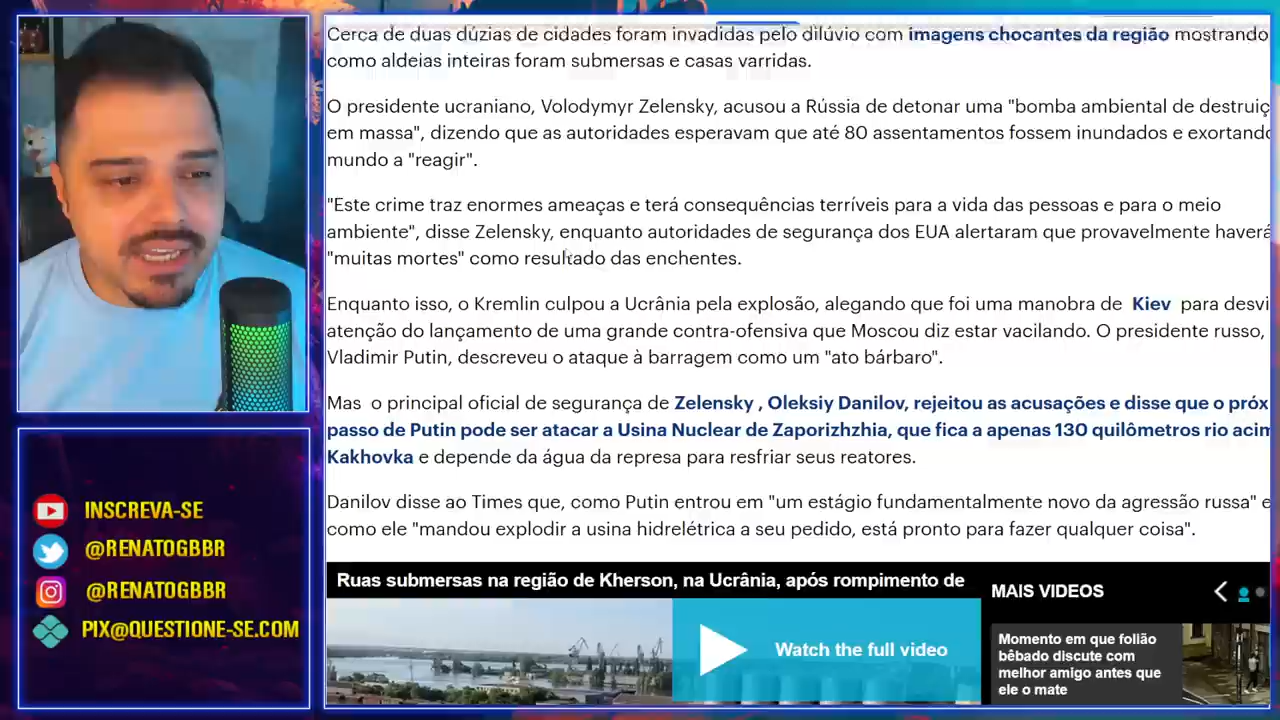 Cerca de duas dúzias de cidades foram invadidas pelo dilúvio com imagens chocantes da região mostrando
como aldeias inteiras foram submersas e casas varridas.
O presidente ucraniano, Volodymyr Zelensky, acusou a Rússia de detonar uma "bomba ambiental de destruiç
em massa", dizendo que as autoridades esperavam que até 80 assentamentos fossem inundados e exortando
mundo a "reagir".
"Este crime traz enormes ameaças e terá consequências terríveis para a vida das pessoas e para o meio
ambiente", disse Zelensky, enquanto autoridades de segurança dos EUA alertaram que provavelmente haverá
"muitas mortes" como resultado das enchentes.
Enquanto isso, o Kremlin culpou a Ucrânia pela explosão, alegando que foi uma manobra de Kiev para desvi
atenção do lançamento de uma grande contra-ofensiva que Moscou diz estar vacilando. O presidente russo,
Vladimir Putin, descreveu o ataque à barragem como um "ato bárbaro".
Mas o principal oficial de segurança de Zelensky , Oleksiy Danilov, rejeitou as acusações e disse que o próx
passo de Putin pode ser atacar a Usina Nuclear de Zaporizhzhia, que fica a apenas 130 quilômetros rio acim
Kakhovka e depende da água da represa para resfriar seus reatores.
Danilov disse ao Times que, como Putin entrou em "um estágio fundamentalmente novo da agressão russa" e
como ele "mandou explodir a usina hidrelétrica a seu pedido, está pronto para fazer qualquer coisa".
Ruas submersas na região de Kherson, na Ucrânia, após rompimento de
Watch the full video
MAIS VIDEOS
Momento em que folião
bêbado discute com
melhor amigo antes que
ele o mate
INSCREVA-SE
@RENATOGBBR
@RENATOGBBR
PIX@QUESTIONE-SE.COM